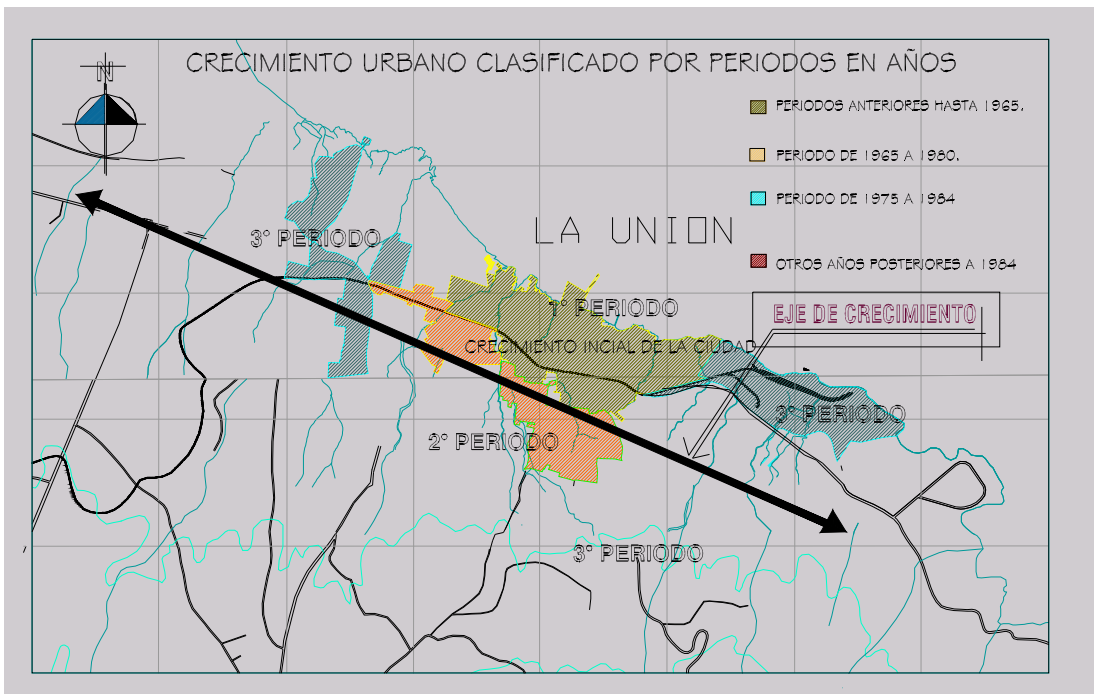 CRECIMIENTO URBANO CLASIFICADO POR PERIODOS EN AÑOS
N
PERIODOS ANTERIORES HASTA 1965.
PERIODO DE 1965 A 1980.
PERIODO DE 1975 A 1984
LA UNION
3° PERIODO
OTROS AÑOS POSTERIORES A 1984
1° PERIODO
EJE DE CRECIMIENTO
CRECIMIENTO INCIAL DE LA CIUDAD
3° PERIODO
2° PERIODO
3° PERIODO